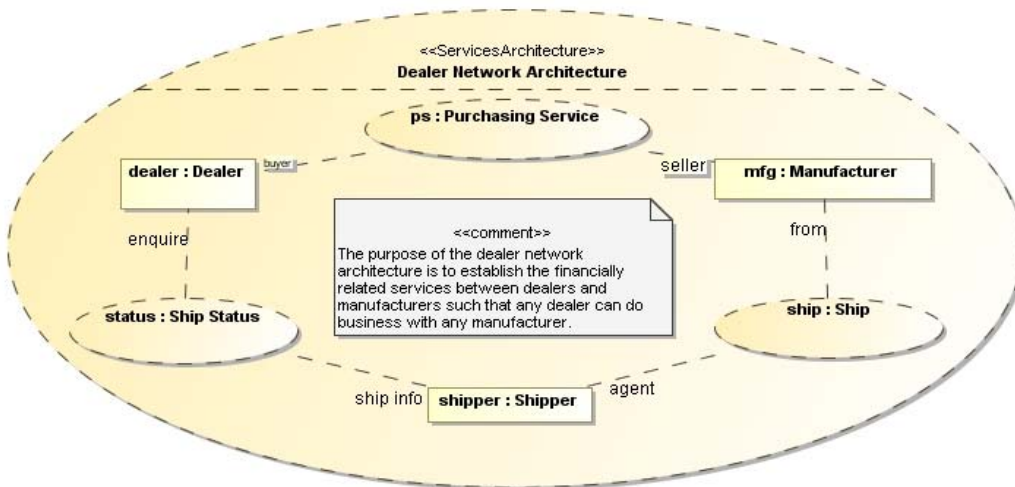 <<ServicesArchitecture>>
Dealer Network Architecture
ps : Purchasing Service
dealer : Dealer
buyer
seller
mfg : Manufacturer
enquire
from
<<comment>>
The purpose of the dealer network
architecture is to establish the financially
related services between dealers and
manufacturers such that any dealer can do
business with any manufacturer.
status : Ship Status
ship : Ship
ship info
shipper : Shipper
agent